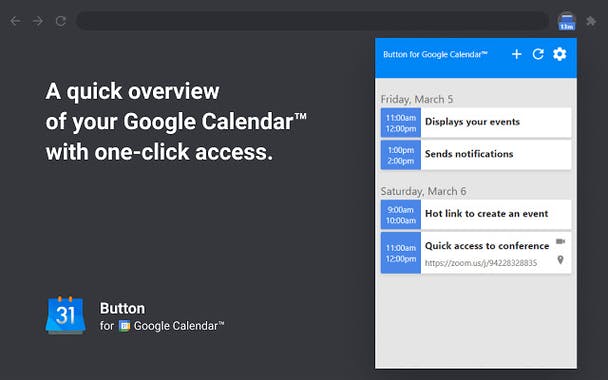 13m
Button for Google Calendar™
A quick overview
of your Google Calendar™
with one-click access.
Friday, March 5
11:00am
12:00pm
Displays your events
1:00pm
2:00pm
Sends notifications
Saturday, March 6
9:00am
10:00am
Hot link to create an event
11:00am
12:00pm
Quick access to conference
https://zoom.us/j/94228328835
31
Button
for Google Calendar™